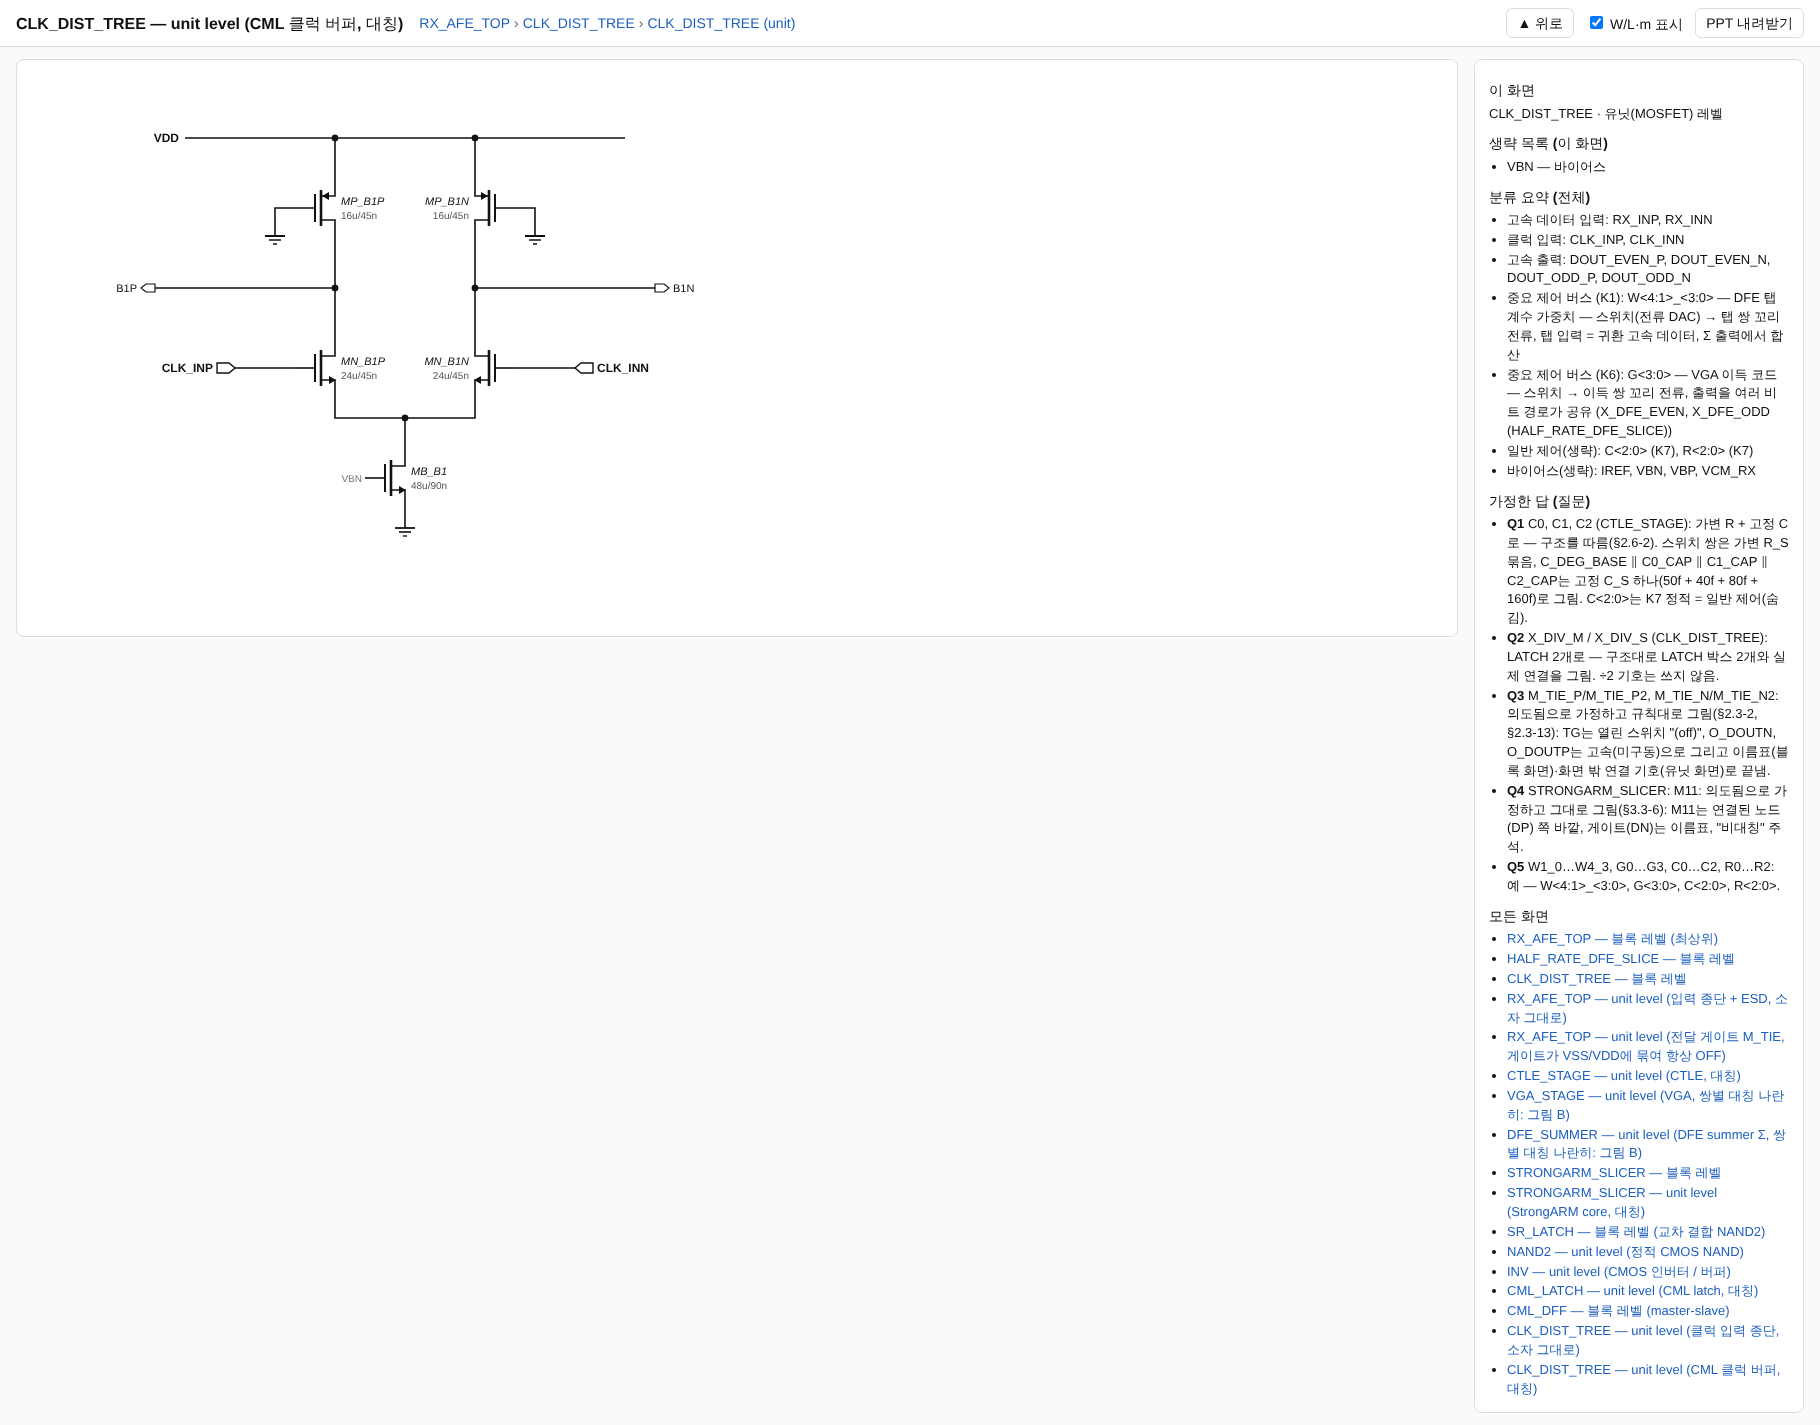 CLK_DIST_TREE — unit level (CML 클럭 버퍼, 대칭)
RX_AFE_TOP › CLK_DIST_TREE › CLK_DIST_TREE (unit)
▲ 위로
W/L·m 표시
PPT 내려받기
VDD
MP_B1P
16u/45n
MP_B1N
16u/45n
B1P
B1N
CLK_INP
MN_B1P
24u/45n
MN_B1N
24u/45n
CLK_INN
VBN
MB_B1
48u/90n
이 화면
CLK_DIST_TREE · 유닛(MOSFET) 레벨
생략 목록 (이 화면)
• VBN — 바이어스
분류 요약 (전체)
• 고속 데이터 입력: RX_INP, RX_INN
• 클럭 입력: CLK_INP, CLK_INN
• 고속 출력: DOUT_EVEN_P, DOUT_EVEN_N,
DOUT_ODD_P, DOUT_ODD_N
• 중요 제어 버스 (K1): W<4:1>_<3:0> — DFE 탭
계수 가중치 — 스위치(전류 DAC) → 탭 쌍 꼬리
전류, 탭 입력 = 귀환 고속 데이터, Σ 출력에서 합
산
• 중요 제어 버스 (K6): G<3:0> — VGA 이득 코드
— 스위치 → 이득 쌍 꼬리 전류, 출력을 여러 비
트 경로가 공유 (X_DFE_EVEN, X_DFE_ODD
(HALF_RATE_DFE_SLICE))
• 일반 제어(생략): C<2:0> (K7), R<2:0> (K7)
• 바이어스(생략): IREF, VBN, VBP, VCM_RX
가정한 답 (질문)
• Q1 C0, C1, C2 (CTLE_STAGE): 가변 R + 고정 C
로 — 구조를 따름(§2.6-2). 스위치 쌍은 가변 R_S
묶음, C_DEG_BASE ∥ C0_CAP ∥ C1_CAP ∥
C2_CAP는 고정 C_S 하나(50f + 40f + 80f +
160f)로 그림. C<2:0>는 K7 정적 = 일반 제어(숨
김).
• Q2 X_DIV_M / X_DIV_S (CLK_DIST_TREE):
LATCH 2개로 — 구조대로 LATCH 박스 2개와 실
제 연결을 그림. ÷2 기호는 쓰지 않음.
• Q3 M_TIE_P/M_TIE_P2, M_TIE_N/M_TIE_N2:
의도됨으로 가정하고 규칙대로 그림(§2.3-2,
§2.3-13): TG는 열린 스위치 "(off)", O_DOUTN,
O_DOUTP는 고속(미구동)으로 그리고 이름표(블
록 화면)·화면 밖 연결 기호(유닛 화면)로 끝냄.
• Q4 STRONGARM_SLICER: M11: 의도됨으로 가
정하고 그대로 그림(§3.3-6): M11는 연결된 노드
(DP) 쪽 바깥, 게이트(DN)는 이름표, "비대칭" 주
석.
• Q5 W1_0…W4_3, G0…G3, C0…C2, R0…R2:
예 — W<4:1>_<3:0>, G<3:0>, C<2:0>, R<2:0>.
모든 화면
• RX_AFE_TOP — 블록 레벨 (최상위)
• HALF_RATE_DFE_SLICE — 블록 레벨
• CLK_DIST_TREE — 블록 레벨
• RX_AFE_TOP — unit level (입력 종단 + ESD, 소
자 그대로)
• RX_AFE_TOP — unit level (전달 게이트 M_TIE,
게이트가 VSS/VDD에 묶여 항상 OFF)
• CTLE_STAGE — unit level (CTLE, 대칭)
• VGA_STAGE — unit level (VGA, 쌍별 대칭 나란
히: 그림 B)
• DFE_SUMMER — unit level (DFE summer Σ, 쌍
별 대칭 나란히: 그림 B)
• STRONGARM_SLICER — 블록 레벨
• STRONGARM_SLICER — unit level
(StrongARM core, 대칭)
• SR_LATCH — 블록 레벨 (교차 결합 NAND2)
• NAND2 — unit level (정적 CMOS NAND)
• INV — unit level (CMOS 인버터 / 버퍼)
• CML_LATCH — unit level (CML latch, 대칭)
• CML_DFF — 블록 레벨 (master-slave)
• CLK_DIST_TREE — unit level (클럭 입력 종단,
소자 그대로)
• CLK_DIST_TREE — unit level (CML 클럭 버퍼,
대칭)